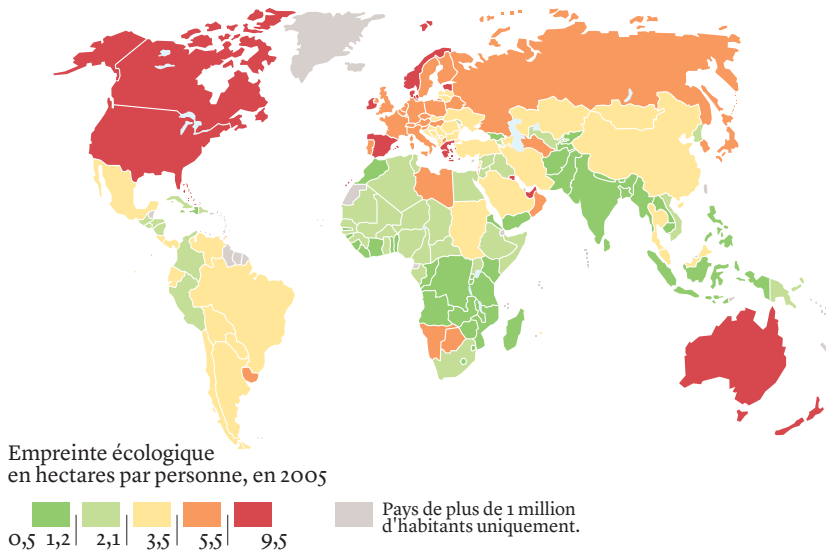 Empreinte écologique
en hectares par personne, en 2005
Pays de plus de 1 million
d'habitants uniquement.
0,5 1,2 2,1 3,5 5,5 9,5